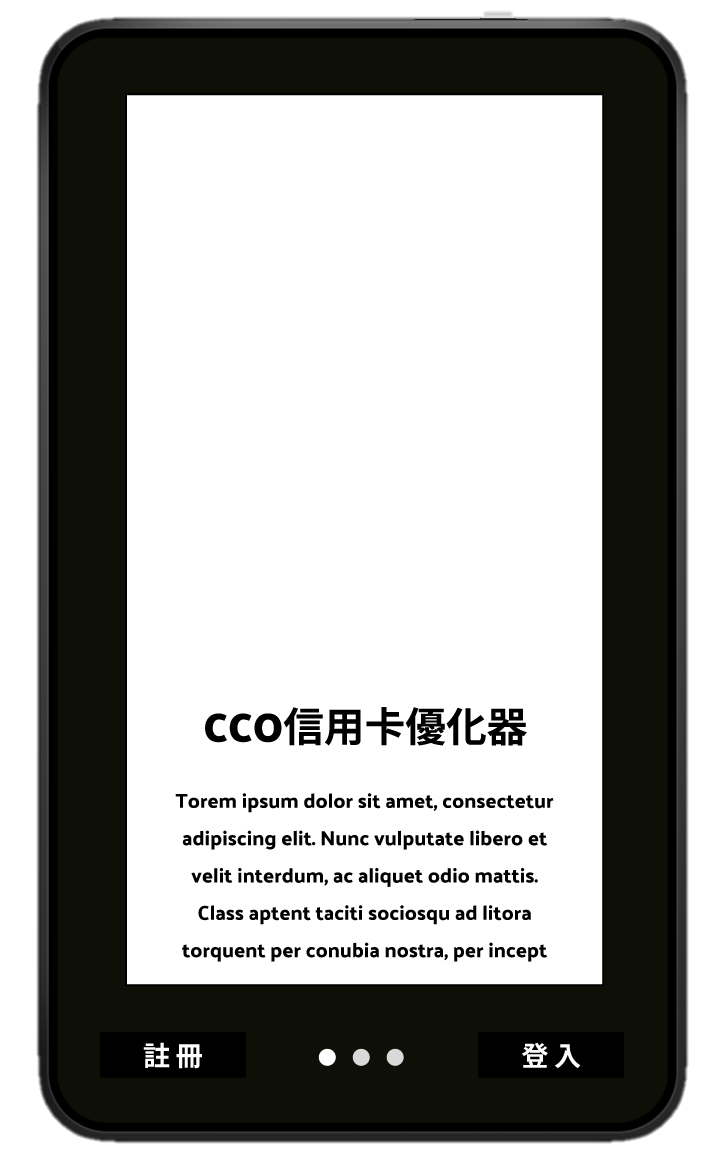 CCO信用卡優化器
Torem ipsum dolor sit amet, consectetur
adipiscing elit. Nunc vulputate libero et
velit interdum, ac aliquet odio mattis.
Class aptent taciti sociosqu ad litora
torquent per conubia nostra, per incept
註冊
登入